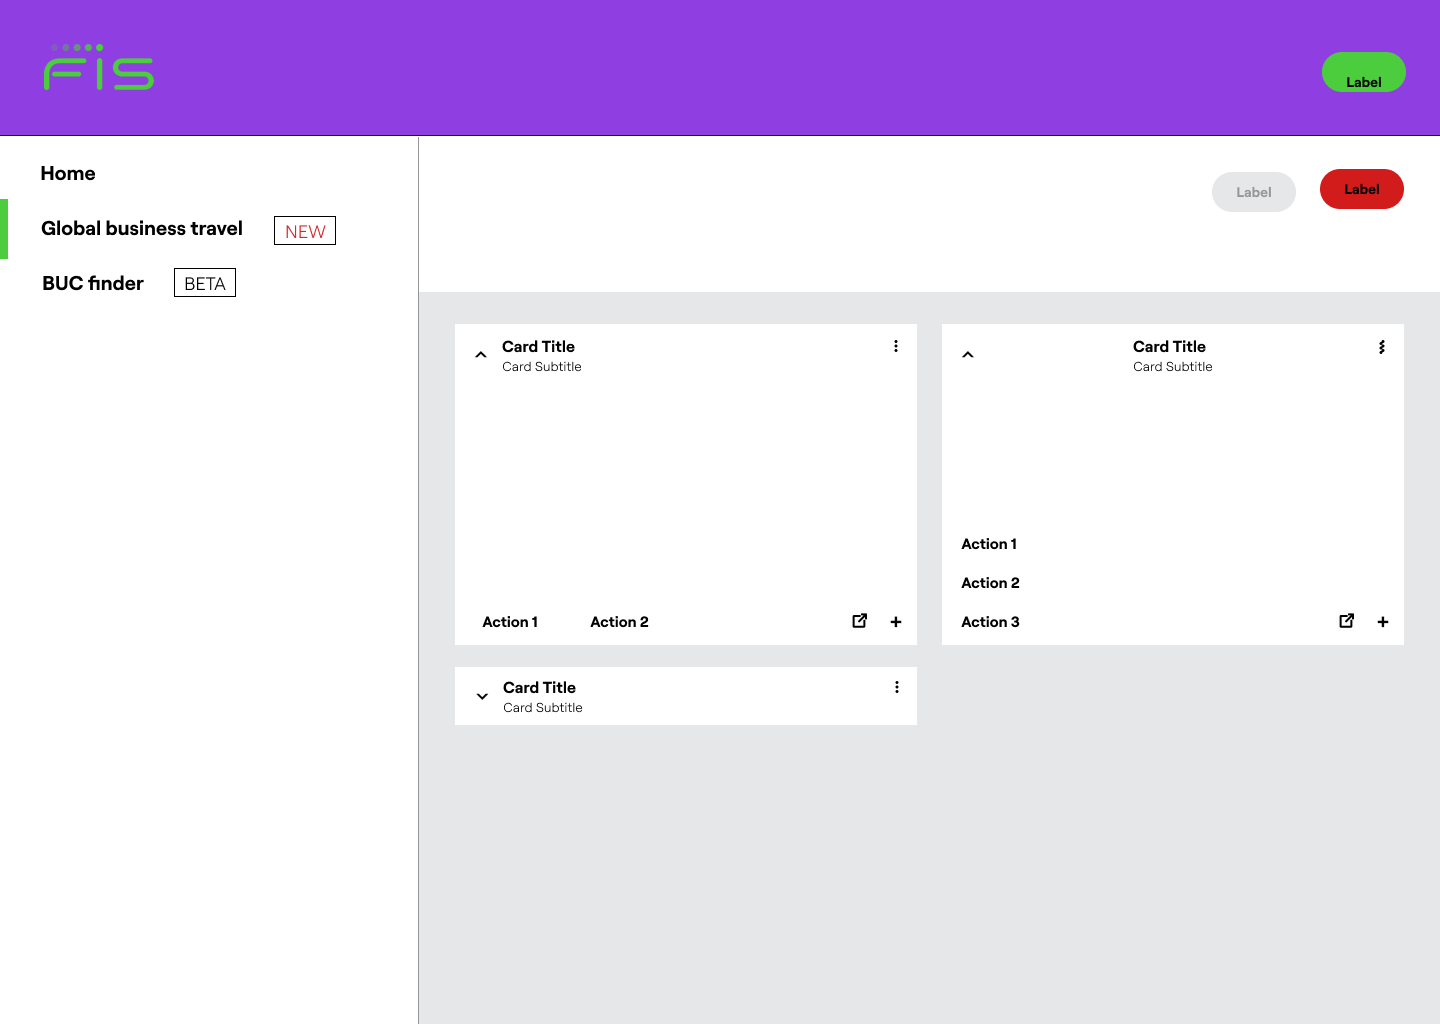 FIS
Label
Home
Global business travel
NEW
BUC finder
BETA
Label
Label
Card Title
Card Subtitle
Action 1
Action 2
Card Title
Card Subtitle
Action 1
Action 2
Action 3
Card Title
Card Subtitle